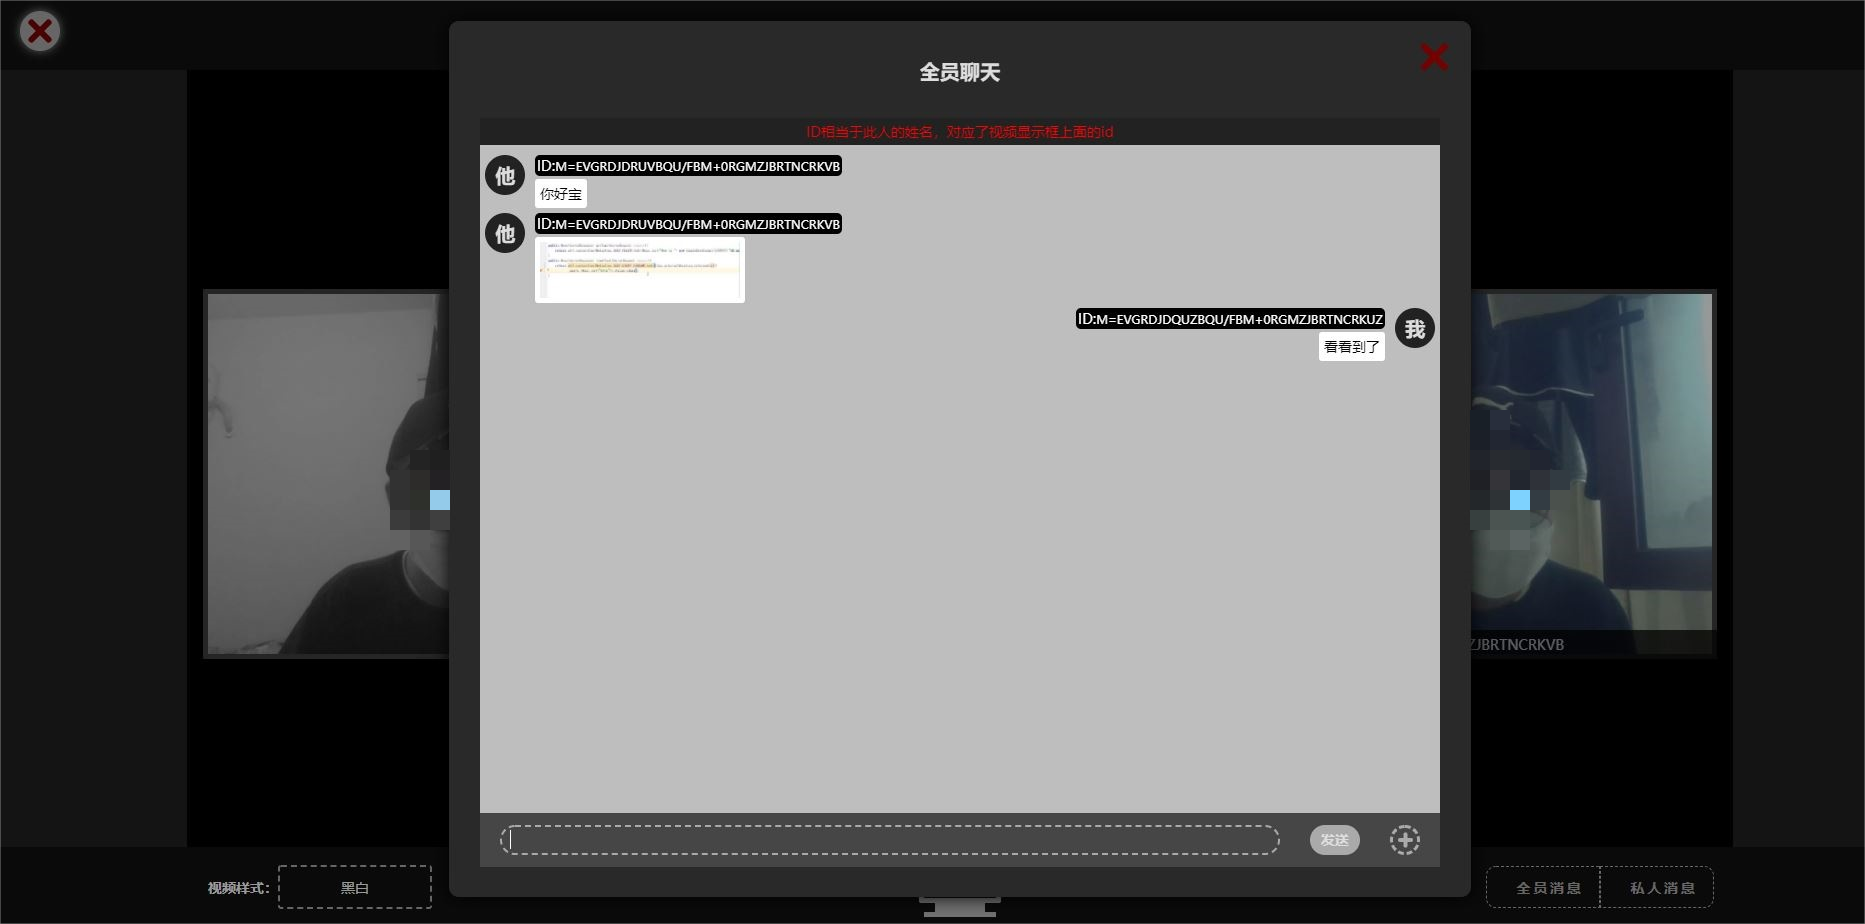 全员聊天
ID相当于此人的姓名，对应了视频显示框上面的id
他
ID:M=EVGRDJDRUVBQU/FBM+0RGMZJBRTNCRKVB
你好宝
他
ID:M=EVGRDJDRUVBQU/FBM+0RGMZJBRTNCRKVB
ID:M=EVGRDJDQUZBQU/FBM+0RGMZJBRTNCRKUZ
我
看看到了
ZJBRTNCRKVB
发送
视频样式：
黑白
全员消息
私人消息